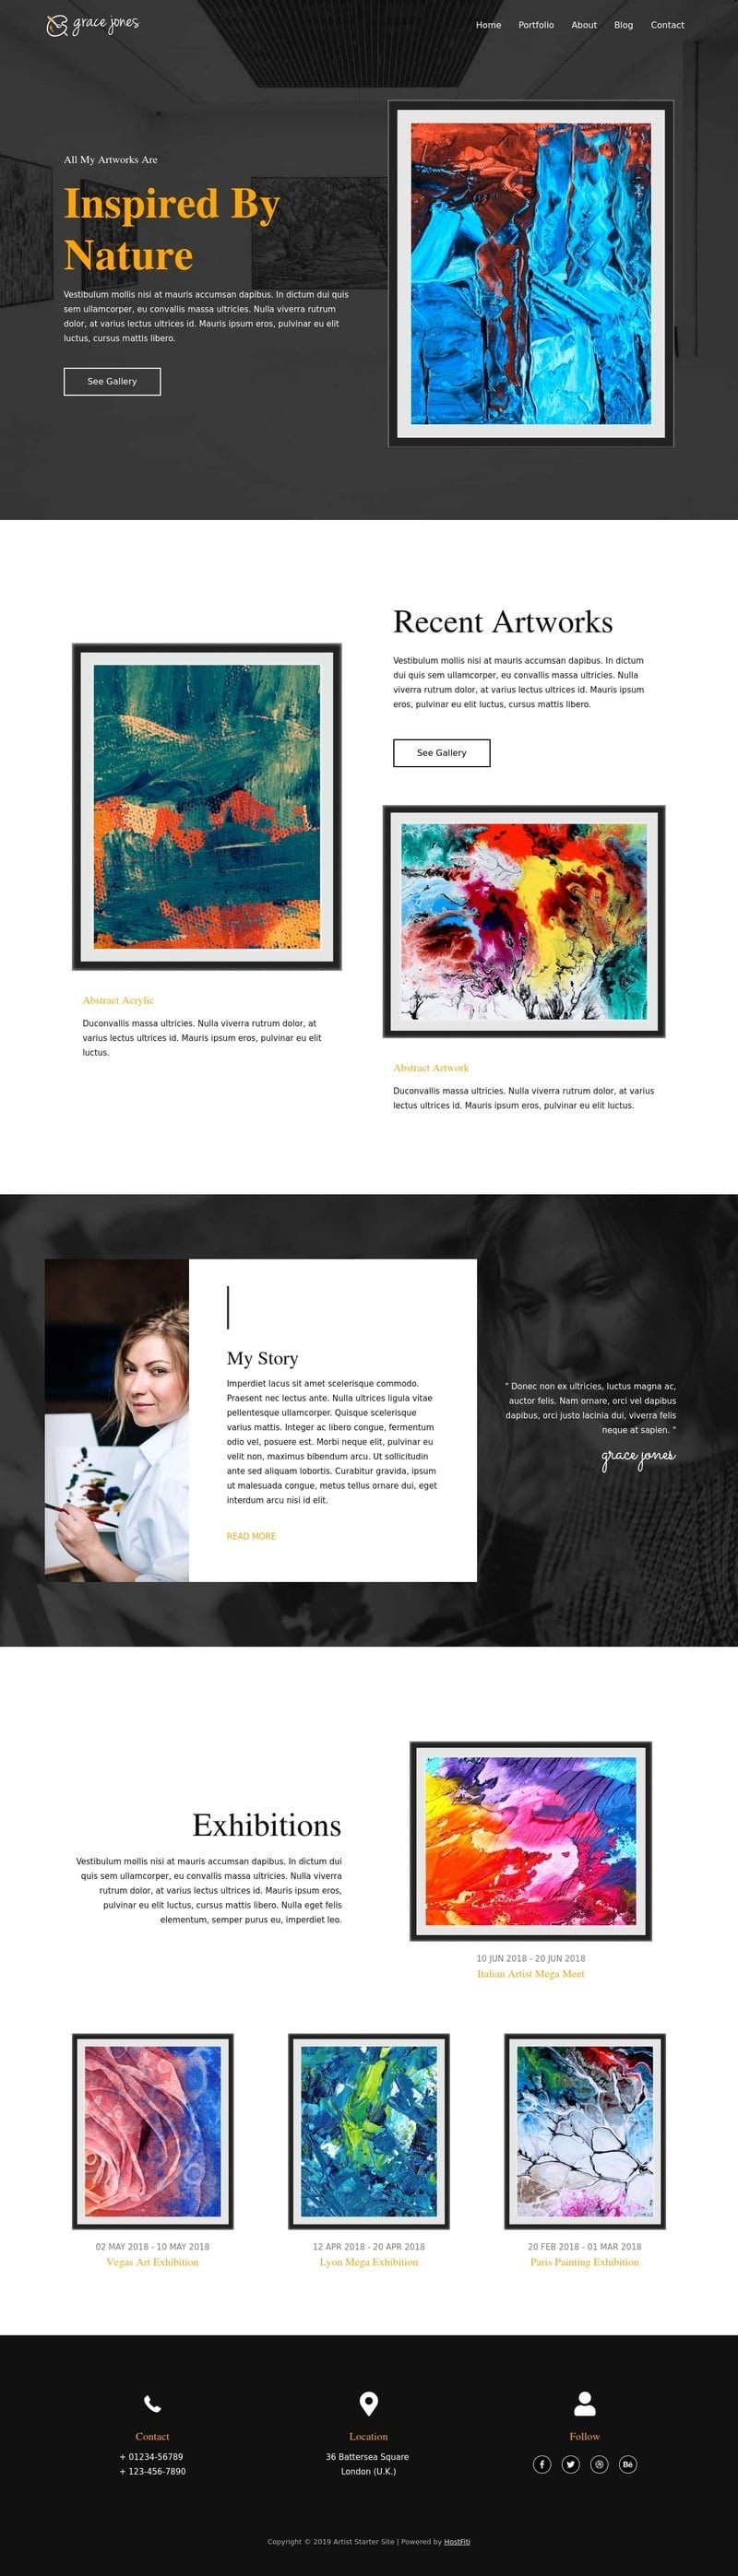 grace jones
Home Portfolio About Blog Contact
All My Artworks Are
Inspired By
Nature
Vestibulum mollis nisi at mauris accumsan dapibus. In dictum dui quis
sem ullamcorper, eu convallis massa ultricies. Nulla viverra rutrum
dolor, at varius lectus ultrices id. Mauris ipsum eros, pulvinar eu elit
luctus, cursus mattis libero.
See Gallery
Recent Artworks
Vestibulum mollis nisi at mauris accumsan dapibus. In dictum
dui quis sem ullamcorper, eu convallis massa ultricies. Nulla
viverra rutrum dolor, at varius lectus ultrices id. Mauris ipsum
eros, pulvinar eu elit luctus, cursus mattis libero.
See Gallery
Abstract Acrylic
Duconvallis massa ultricies. Nulla viverra rutrum dolor, at
varius lectus ultrices id. Mauris ipsum eros, pulvinar eu elit
luctus.
Abstract Artwork
Duconvallis massa ultricies. Nulla viverra rutrum dolor, at varius
lectus ultrices id. Mauris ipsum eros, pulvinar eu elit luctus.
My Story
Imperdiet lacus sit amet scelerisque commodo.
Praesent nec lectus ante. Nulla ultrices ligula vitae
pellentesque ullamcorper. Quisque scelerisque
varius mattis. Integer ac libero congue, fermentum
odio vel, posuere est. Morbi neque elit, pulvinar eu
velit non, maximus bibendum arcu. Ut sollicitudin
ante sed aliquam lobortis. Curabitur gravida, ipsum
ut malesuada congue, metus tellus ornare dui, eget
interdum arcu nisi id elit.
READ MORE
" Donec non ex ultricies, luctus magna ac,
auctor felis. Nam ornare, orci vel dapibus
dapibus, orci justo lacinia dui, viverra felis
neque at sapien. "
grace jones
Exhibitions
Vestibulum mollis nisi at mauris accumsan dapibus. In dictum dui
quis sem ullamcorper, eu convallis massa ultricies. Nulla viverra
rutrum dolor, at varius lectus ultrices id. Mauris ipsum eros,
pulvinar eu elit luctus, cursus mattis libero. Nulla eget felis
elementum, semper purus eu, imperdiet leo.
10 JUN 2018 - 20 JUN 2018
Italian Artist Mega Meet
02 MAY 2018 - 10 MAY 2018
Vegas Art Exhibition
12 APR 2018 - 20 APR 2018
Lyon Mega Exhibition
20 FEB 2018 - 01 MAR 2018
Paris Painting Exhibition
Contact
+ 01234-56789
+ 123-456-7890
Location
36 Battersea Square
London (U.K.)
Follow
Bē
Copyright © 2019 Artist Starter Site | Powered by HostFiti